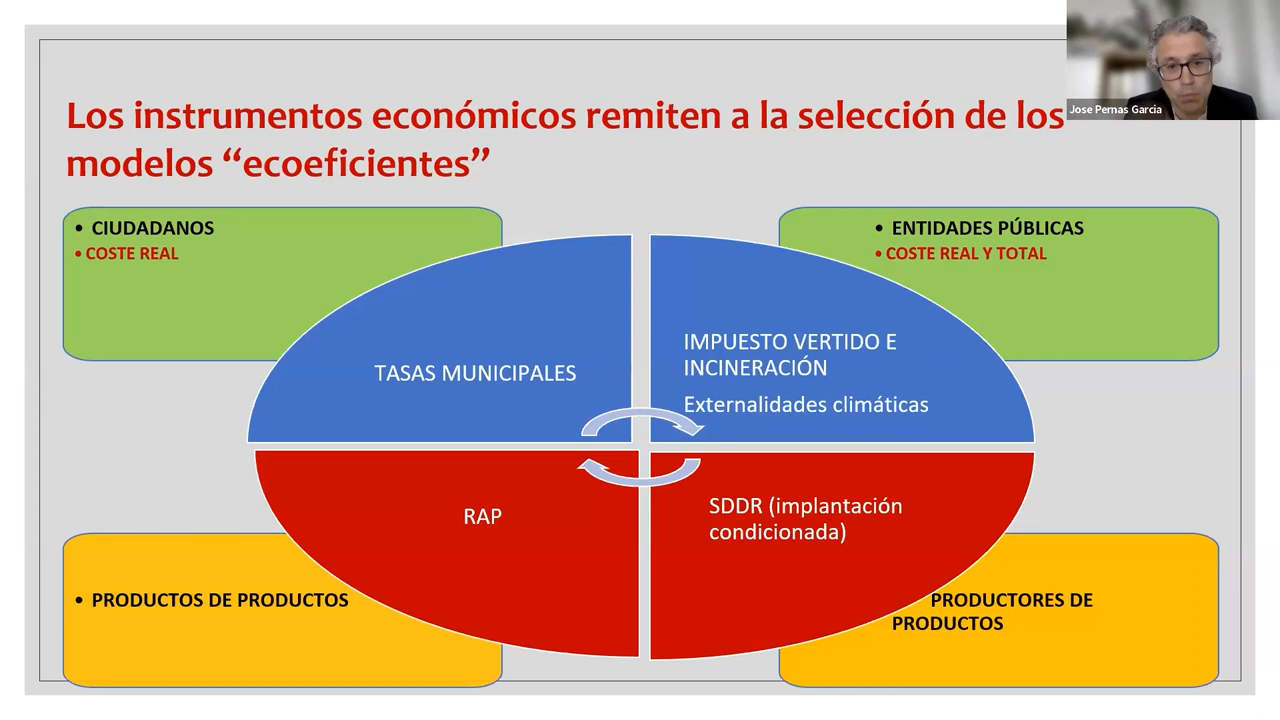 Jose Pernas Garcia
Los instrumentos económicos remiten a la selección de los
modelos “ecoeficientes”
• CIUDADANOS
• COSTE REAL
• ENTIDADES PÚBLICAS
• COSTE REAL Y TOTAL
TASAS MUNICIPALES
IMPUESTO VERTIDO E
INCINERACIÓN
Externalidades climáticas
RAP
SDDR (implantación
condicionada)
• PRODUCTOS DE PRODUCTOS
PRODUCTORES DE
PRODUCTOS